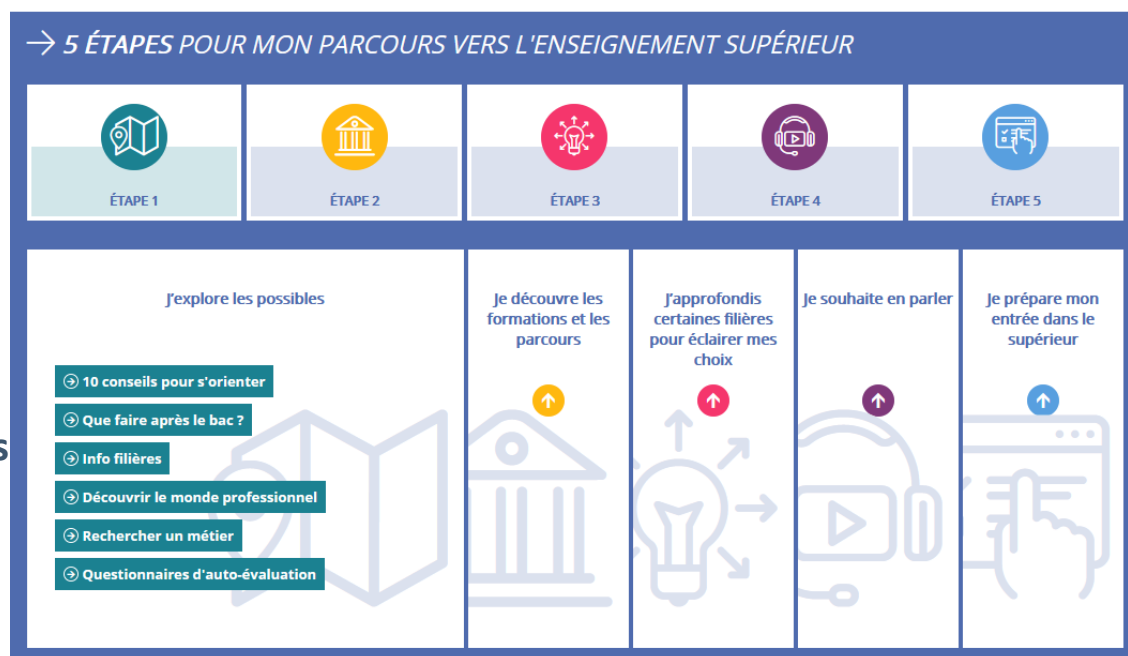 → 5 ÉTAPES POUR MON PARCOURS VERS L'ENSEIGNEMENT SUPÉRIEUR
ÉTAPE 1
ÉTAPE 2
ÉTAPE 3
ÉTAPE 4
ÉTAPE 5
J'explore les possibles
10 conseils pour s'orienter
Que faire après le bac ?
Info filières
Découvrir le monde professionnel
Rechercher un métier
Questionnaires d'auto-évaluation
Je découvre les
formations et les
parcours
J'approfondis
certaines filières
pour éclairer mes
choix
Je souhaite en parler
Je prépare mon
entrée dans le
supérieur
s